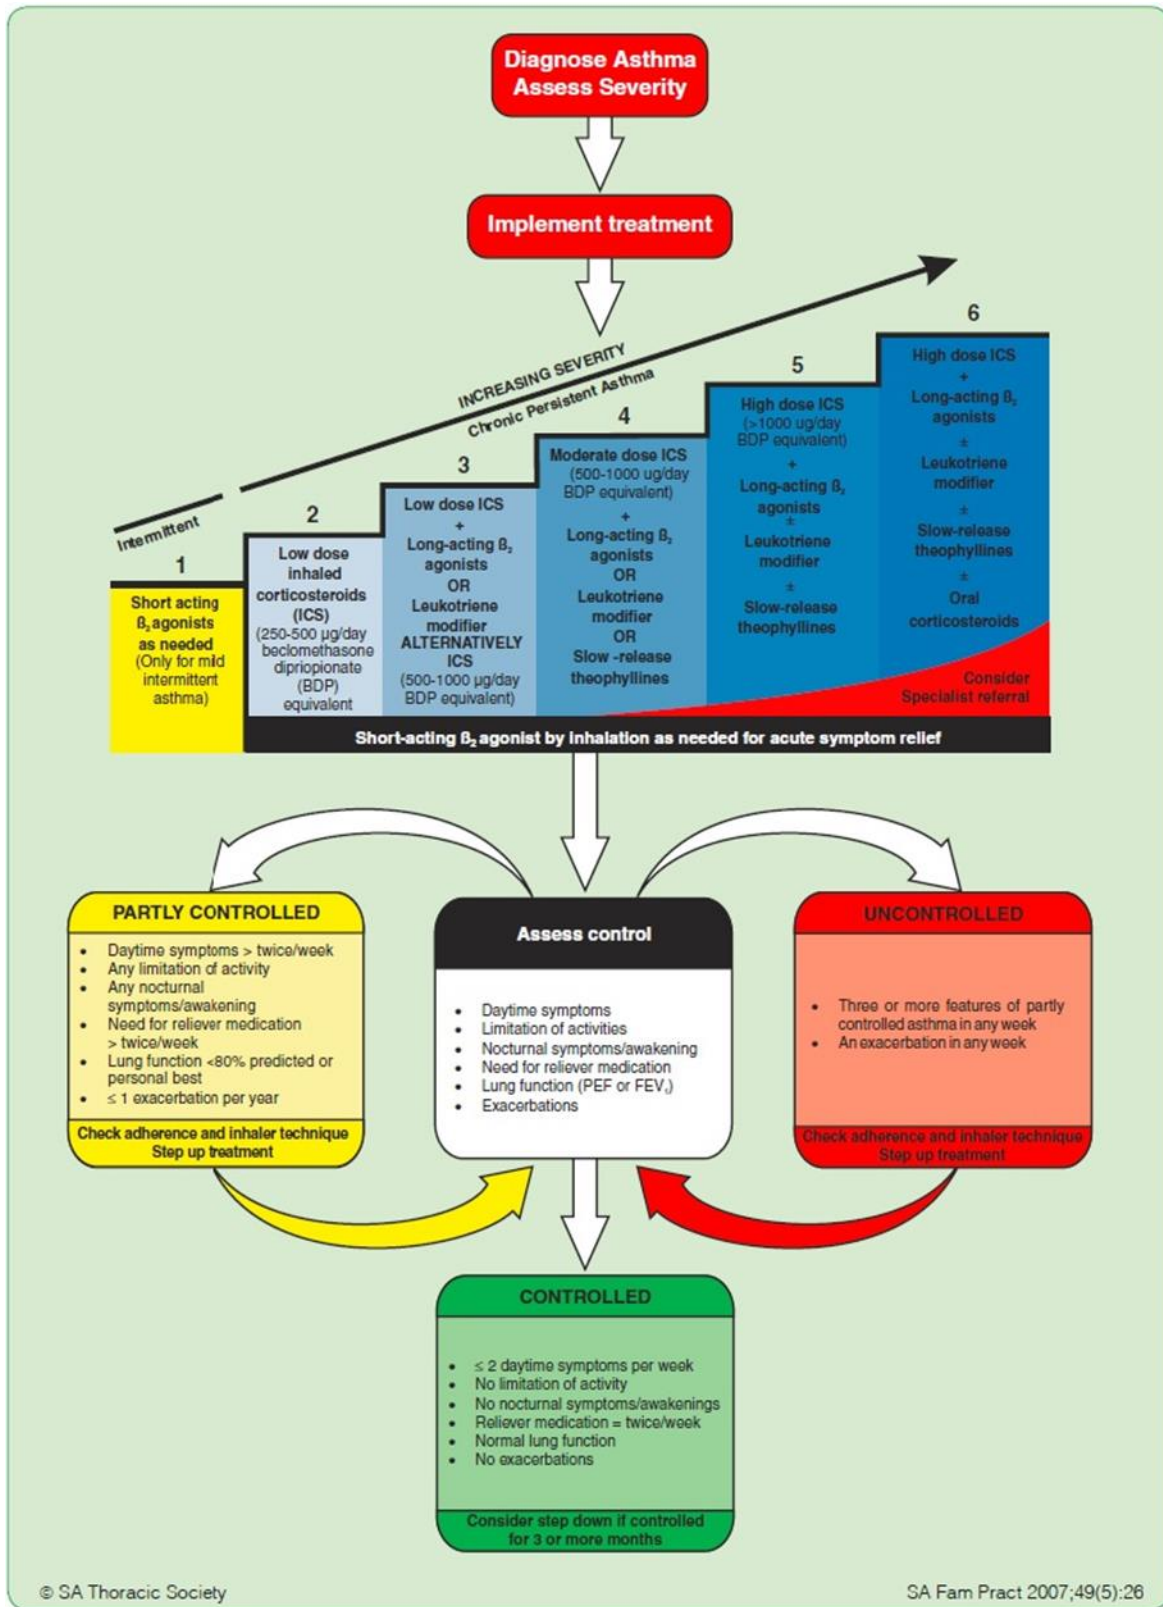 Diagnose Asthma
Assess Severity
Implement treatment
INCREASING SEVERITY
Chronic Persistent Asthma
Intermittent
1
Short acting
ß₂ agonists
as needed
(Only for mild
intermittent
asthma)
2
Low dose
inhaled
corticosteroids
(ICS)
(250-500 µg/day
beclomethasone
dipriopionate
(BDP)
equivalent
3
Low dose ICS
+
Long-acting ß₂
agonists
OR
Leukotriene
modifier
ALTERNATIVELY
ICS
(500-1000 µg/day
BDP equivalent)
4
Moderate dose ICS
(500-1000 ug/day
BDP equivalent)
+
Long-acting ß₂
agonists
OR
Leukotriene
modifier
OR
Slow -release
theophyllines
5
High dose ICS
(>1000 ug/day
BDP equivalent)
+
Long-acting ß₂
agonists
±
Leukotriene
modifier
±
Slow-release
theophyllines
6
High dose ICS
+
Long-acting ß₂
agonists
±
Leukotriene
modifier
±
Slow-release
theophyllines
±
Oral
corticosteroids
Consider
Specialist referral
Short-acting ß₂ agonist by inhalation as needed for acute symptom relief
PARTLY CONTROLLED
• Daytime symptoms > twice/week
• Any limitation of activity
• Any nocturnal
symptoms/awakening
• Need for reliever medication
> twice/week
• Lung function <80% predicted or
personal best
• ≤ 1 exacerbation per year
Check adherence and inhaler technique
Step up treatment
Assess control
• Daytime symptoms
• Limitation of activities
• Nocturnal symptoms/awakening
• Need for reliever medication
• Lung function (PEF or FEV₁)
• Exacerbations
UNCONTROLLED
• Three or more features of partly
controlled asthma in any week
• An exacerbation in any week
Check adherence and inhaler technique
Step up treatment
CONTROLLED
• ≤ 2 daytime symptoms per week
• No limitation of activity
• No nocturnal symptoms/awakenings
• Reliever medication = twice/week
• Normal lung function
• No exacerbations
Consider step down if controlled
for 3 or more months
© SA Thoracic Society
SA Fam Pract 2007;49(5):26